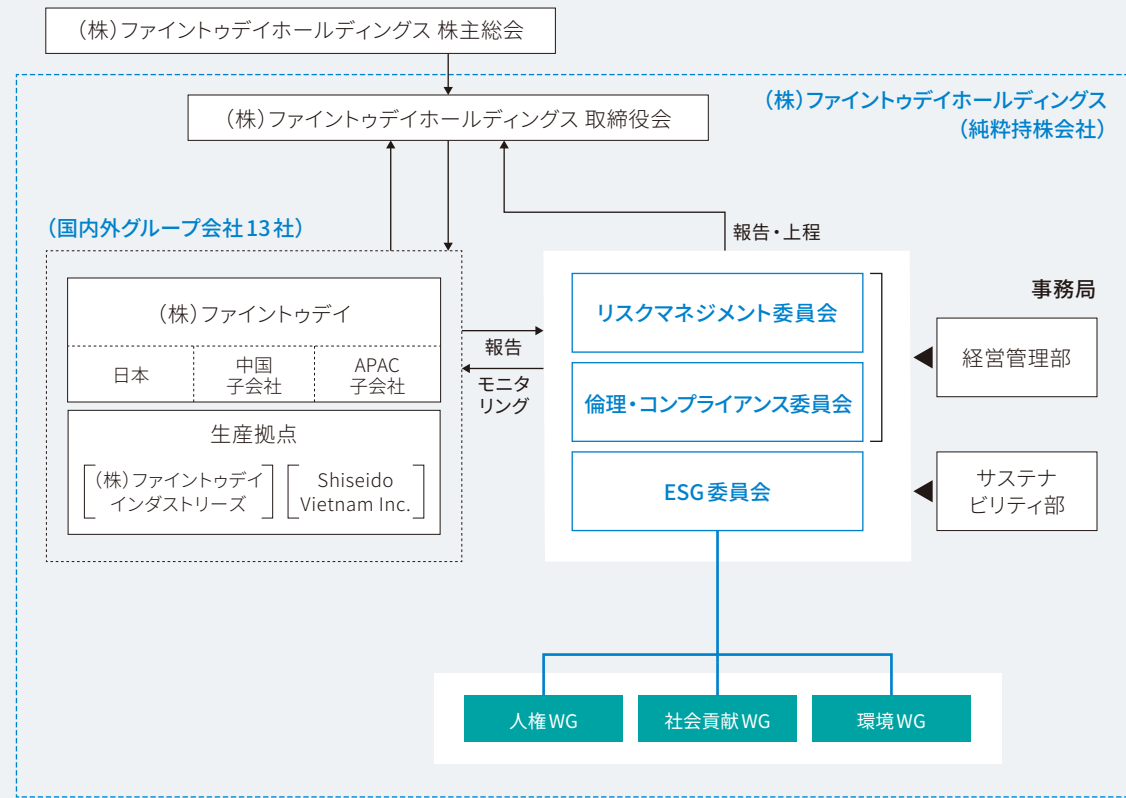 (株)ファイントゥデイホールディングス 株主総会
(株)ファイントゥデイホールディングス
(純粋持株会社)
(株)ファイントゥデイホールディングス 取締役会
(国内外グループ会社13社)
報告・上程
(株)ファイントゥデイ
日本
中国
子会社
APAC
子会社
生産拠点
(株)ファイントゥデイ
インダストリーズ
Shiseido
Vietnam Inc.
報告
モニタ
リング
リスクマネジメント委員会
倫理・コンプライアンス委員会
ESG委員会
事務局
経営管理部
サステナ
ビリティ部
人権WG
社会貢献WG
環境WG